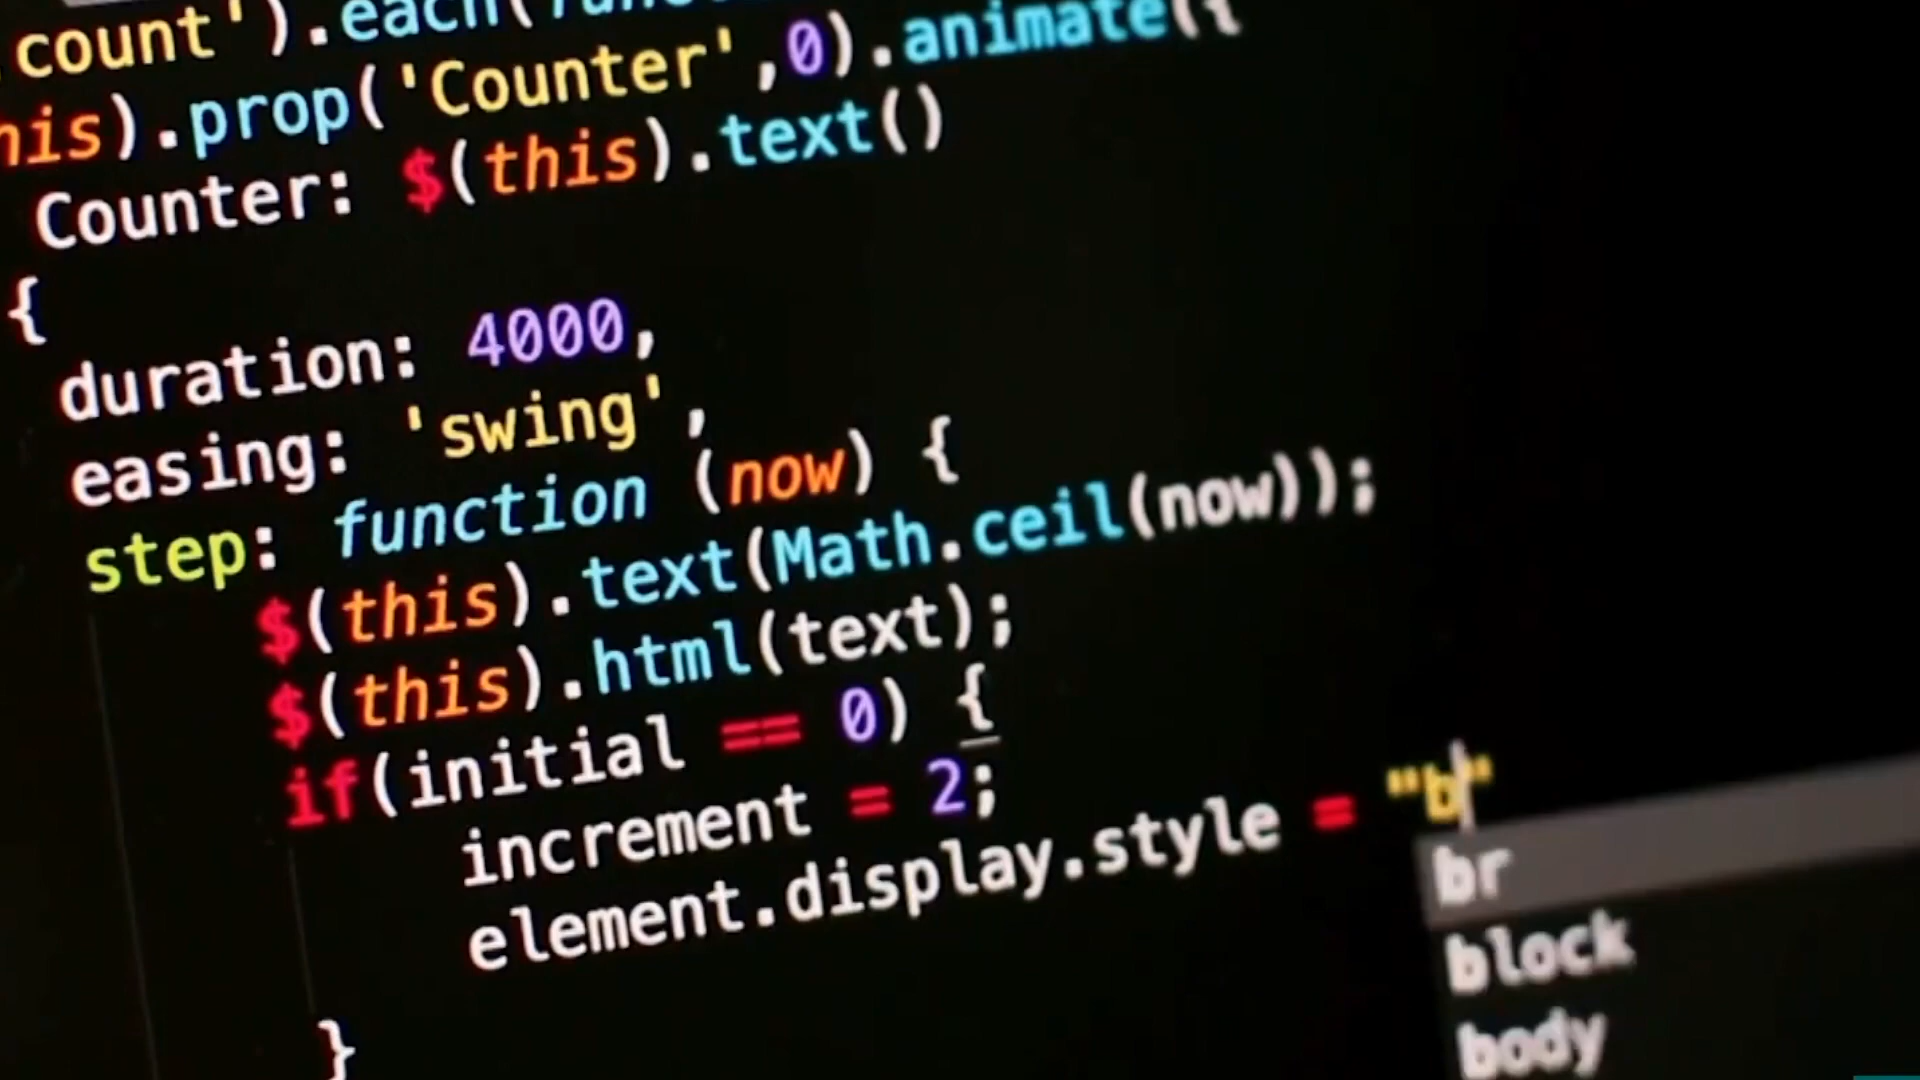 count').each(func
his).prop('Counter',0).animate({
Counter: $(this).text()
{
duration: 4000,
easing: 'swing',
step: function (now) {
$(this).text(Math.ceil(now));
$(this).html(text);
if(initial == 0) {
increment = 2;
element.display.style = "b"
br
block
body
}